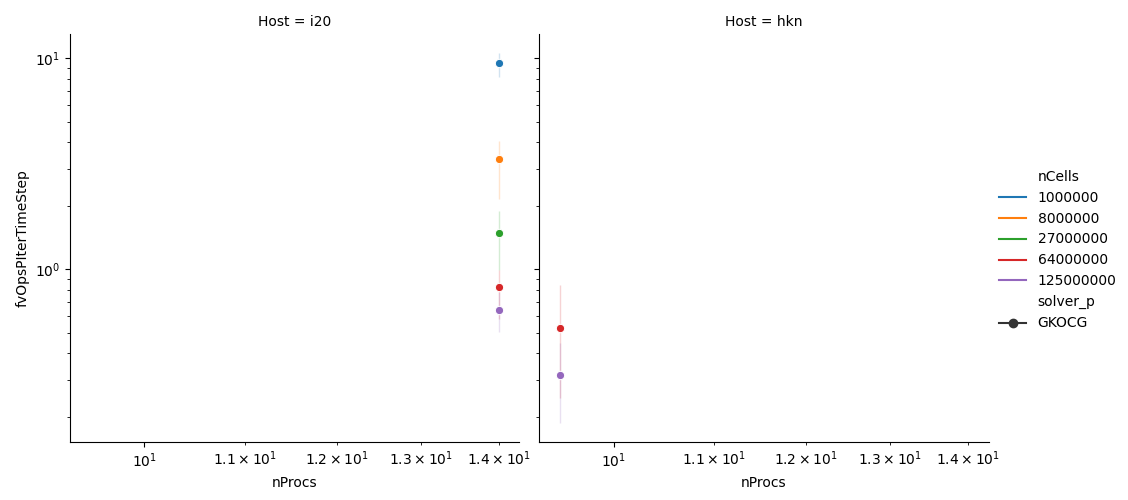 Host = i20
Host = hkn
10¹
10⁰
fvOpsPIterTimeStep
10¹
1.1 × 10¹
1.2 × 10¹
1.3 × 10¹
1.4 × 10¹
nProcs
10¹
1.1 × 10¹
1.2 × 10¹
1.3 × 10¹
1.4 × 10¹
nProcs
nCells
1000000
8000000
27000000
64000000
125000000
solver_p
GKOCG